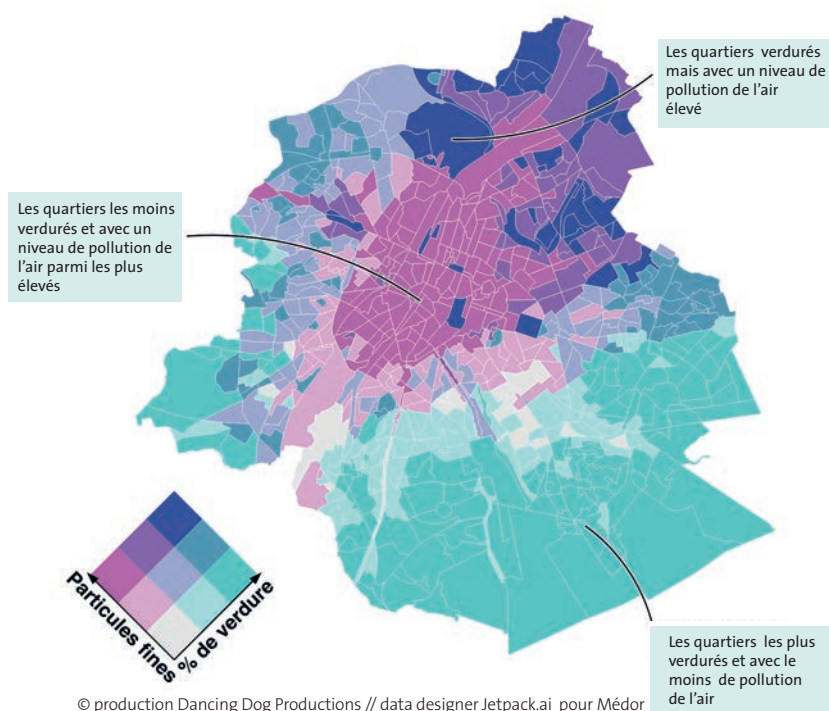 Les quartiers verdurés
mais avec un niveau de
pollution de l'air
élevé
Les quartiers les moins
verdurés et avec un
niveau de pollution de
l'air parmi les plus
élevés
Particules fines
% de verdure
Les quartiers les plus
verdurés et avec le
moins de pollution
de l'air
© production Dancing Dog Productions // data designer Jetpack.ai pour Médor